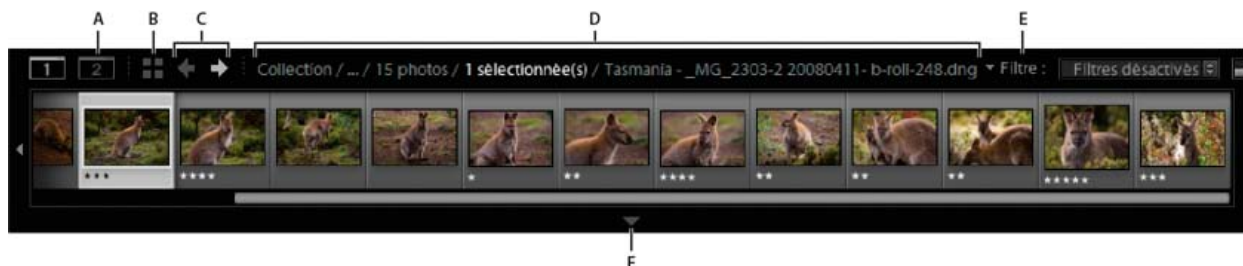 A B C D E
1 2 Collection / ... / 15 photos / 1 sélectionnée(s) / Tasmania - _MG_2303-2 20080411- b-roll-248.dng Filtre : Filtres désactivés
★★★ ★★★★ ★ ★★ ★★★★ ★★ ★★ ★★ ★★★★★ ★★★
F